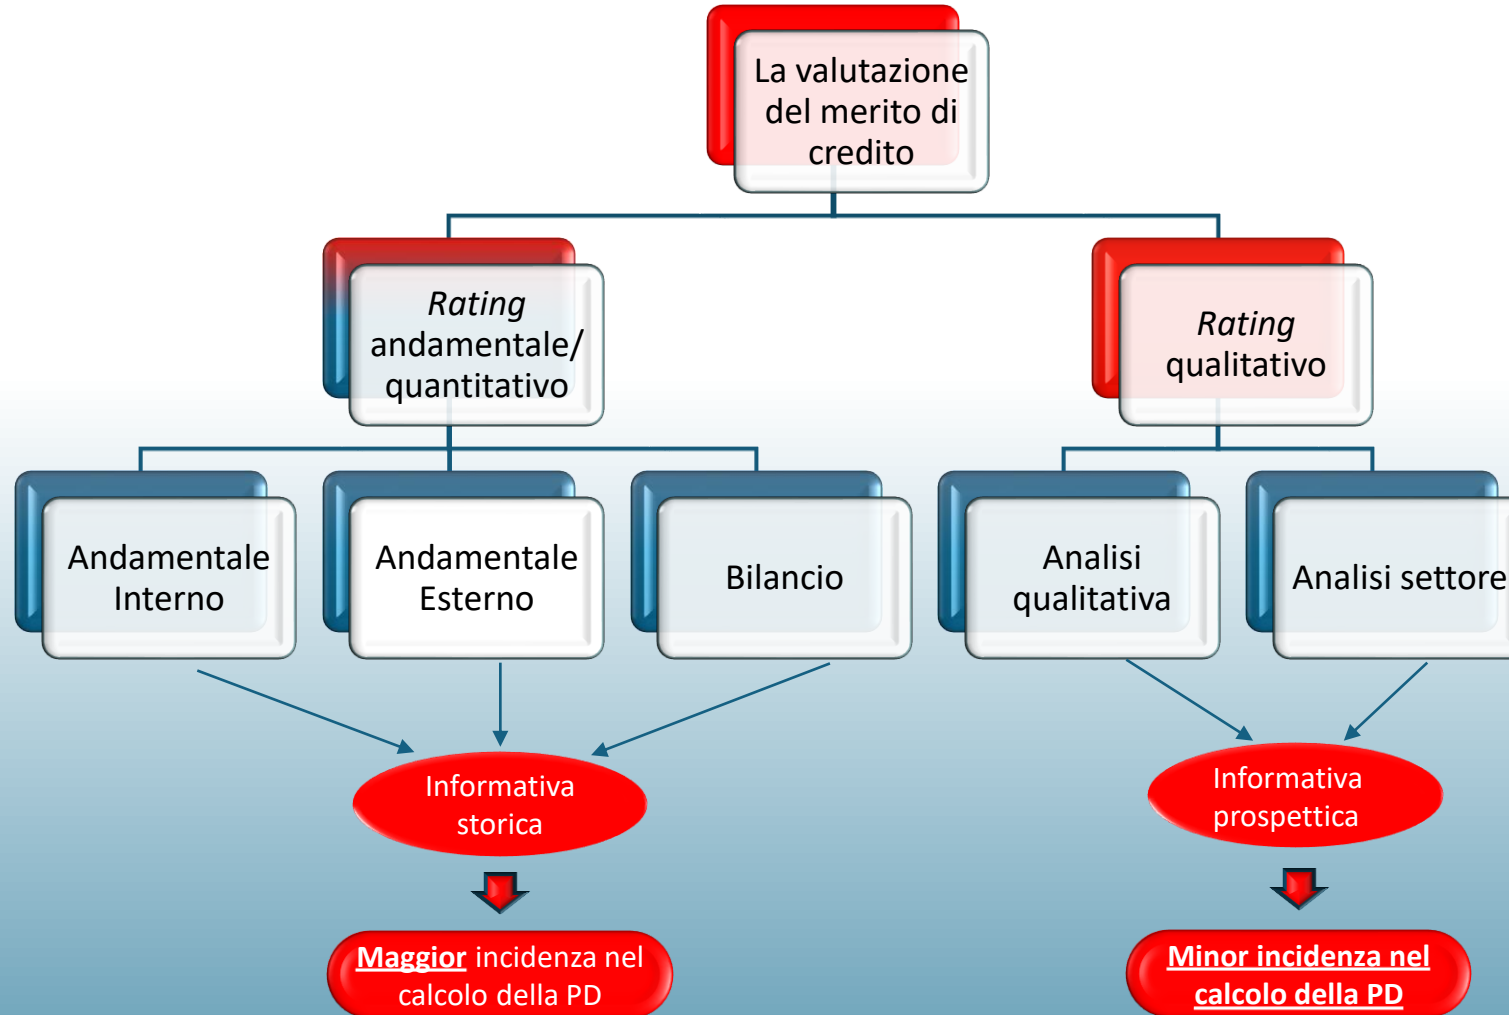 La valutazione
del merito di
credito
Rating
andamentale/
quantitativo
Rating
qualitativo
Andamentale
Interno
Andamentale
Esterno
Bilancio
Analisi
qualitativa
Analisi settore
Informativa
storica
Informativa
prospettica
Maggior incidenza nel
calcolo della PD
Minor incidenza nel
calcolo della PD